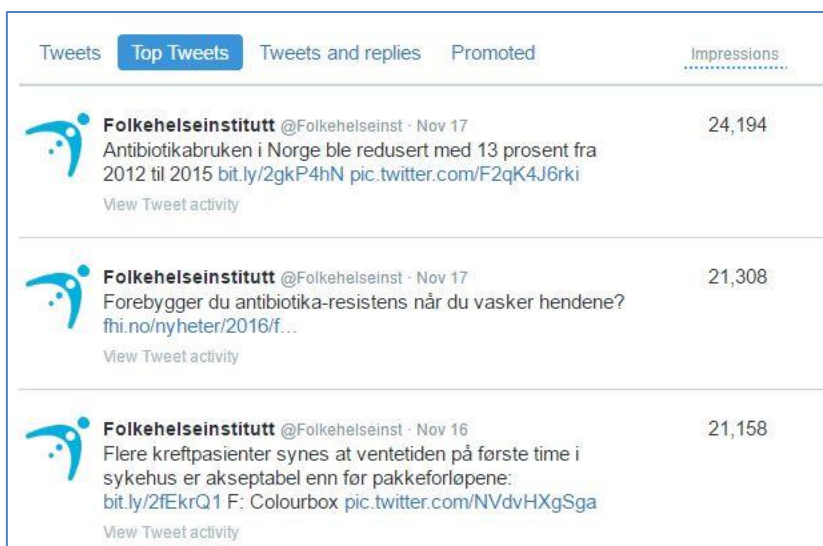 Tweets Top Tweets Tweets and replies Promoted Impressions
Folkehelseinstitutt @Folkehelseinst · Nov 17 24,194
Antibiotikabruken i Norge ble redusert med 13 prosent fra
2012 til 2015 bit.ly/2gkP4hN pic.twitter.com/F2qK4J6rki
View Tweet activity
Folkehelseinstitutt @Folkehelseinst · Nov 17 21,308
Forebygger du antibiotika-resistens når du vasker hendene?
fhi.no/nyheter/2016/f…
View Tweet activity
Folkehelseinstitutt @Folkehelseinst · Nov 16 21,158
Flere kreftpasienter synes at ventetiden på første time i
sykehus er akseptabel enn før pakkeforløpene:
bit.ly/2fEkrQ1 F: Colourbox pic.twitter.com/NVdvHXgSga
View Tweet activity